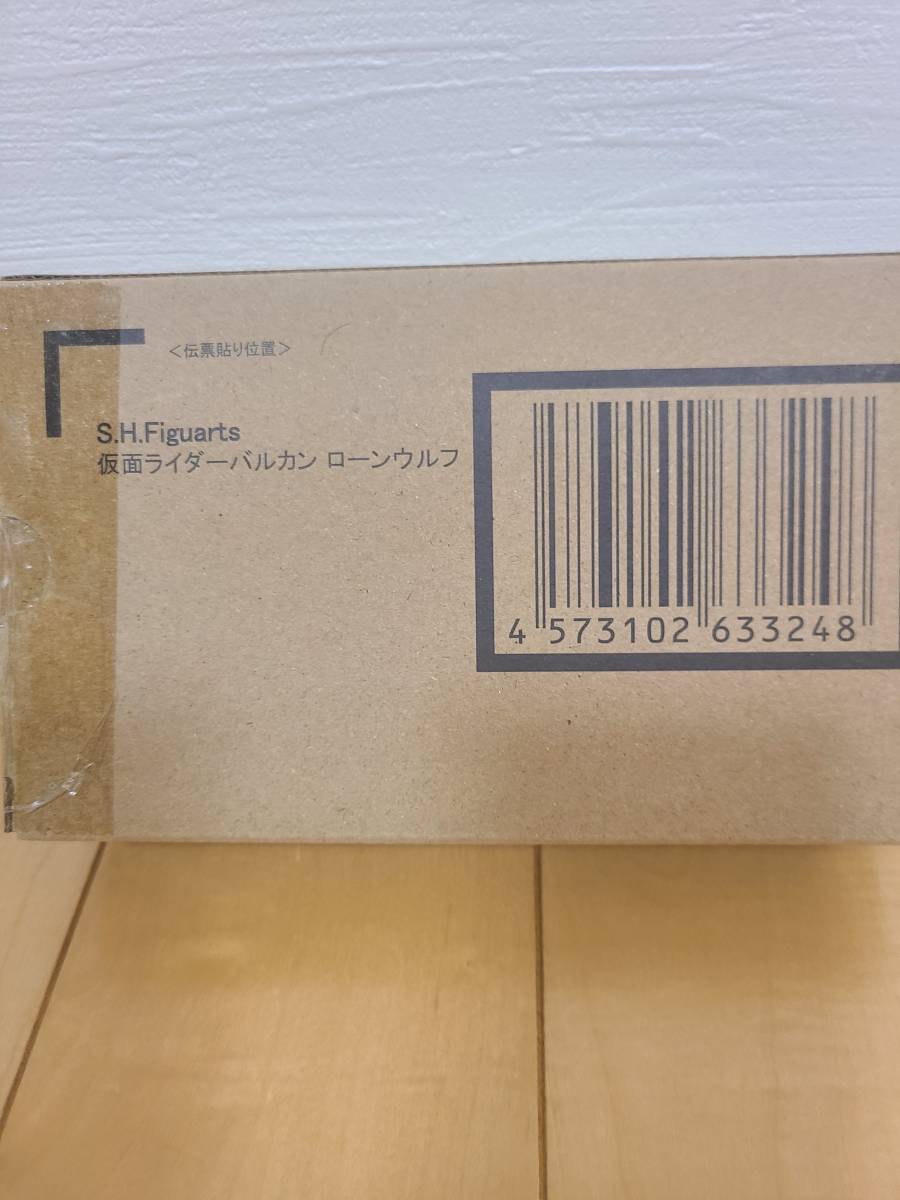 <伝票貼り位置>
S.H.Figuarts
仮面ライダーバルカン ローンウルフ
4 573102 633248